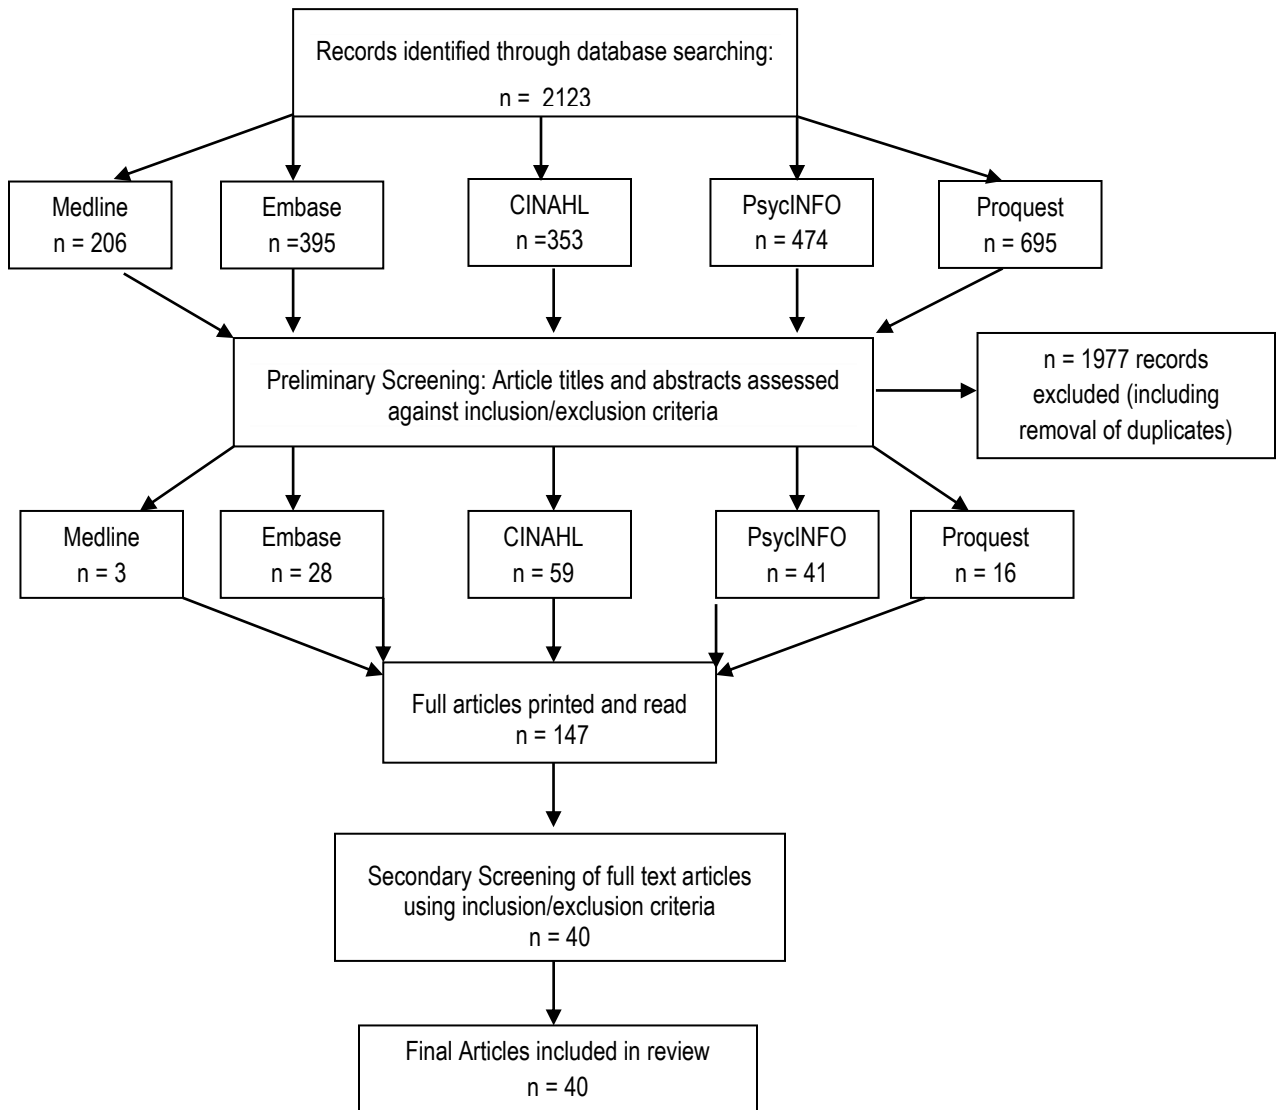 Records identified through database searching:
n = 2123
Medline
n = 206
Embase
n =395
CINAHL
n =353
PsycINFO
n = 474
Proquest
n = 695
Preliminary Screening: Article titles and abstracts assessed
against inclusion/exclusion criteria
n = 1977 records
excluded (including
removal of duplicates)
Medline
n = 3
Embase
n = 28
CINAHL
n = 59
PsycINFO
n = 41
Proquest
n = 16
Full articles printed and read
n = 147
Secondary Screening of full text articles
using inclusion/exclusion criteria
n = 40
Final Articles included in review
n = 40